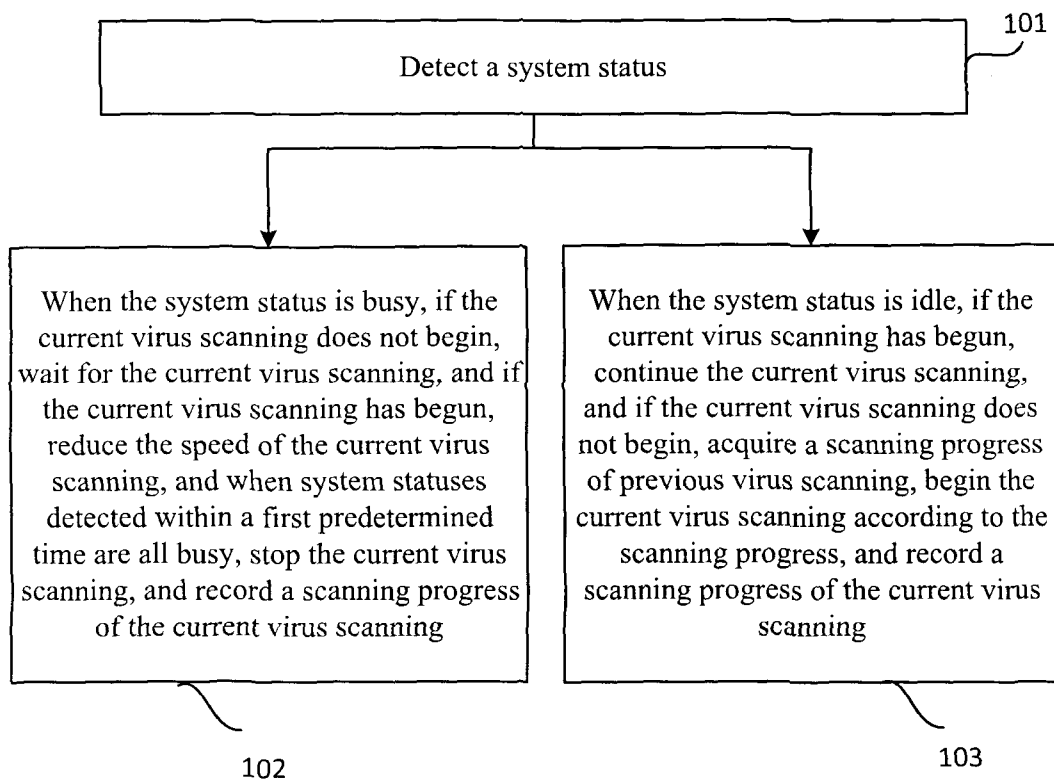 101
Detect a system status
When the system status is busy, if the
current virus scanning does not begin,
wait for the current virus scanning, and if
the current virus scanning has begun,
reduce the speed of the current virus
scanning, and when system statuses
detected within a first predetermined
time are all busy, stop the current virus
scanning, and record a scanning progress
of the current virus scanning
When the system status is idle, if the
current virus scanning has begun,
continue the current virus scanning,
and if the current virus scanning does
not begin, acquire a scanning progress
of previous virus scanning, begin the
current virus scanning according to the
scanning progress, and record a
scanning progress of the current virus
scanning
102
103